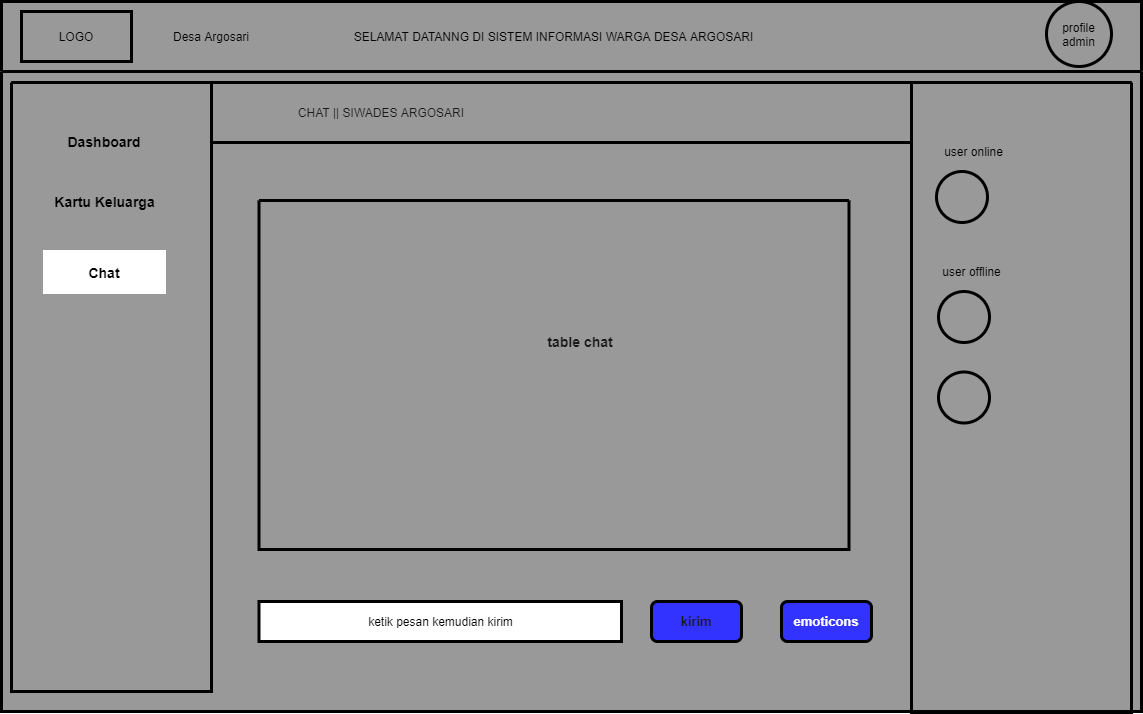 LOGO
Desa Argosari
SELAMAT DATANNG DI SISTEM INFORMASI WARGA DESA ARGOSARI
profile
admin
Dashboard
Kartu Keluarga
Chat
CHAT || SIWADES ARGOSARI
table chat
ketik pesan kemudian kirim
kirim
emoticons
user online
user offline